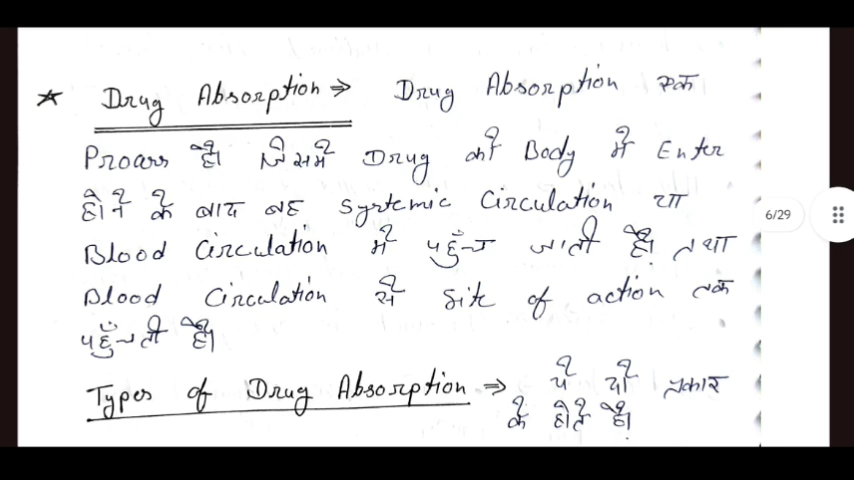 * Drug Absorption ⇒ Drug Absorption एक
Process है। जिसमें Drug को Body में Enter
होने के बाद वह Systemic Circulation या
Blood Circulation में पहुँच जाती है। तथा
Blood Circulation से Site of action तक
पहुँचती है।
6/29
Types of Drug Absorption ⇒ ये दो प्रकार
के होते है।